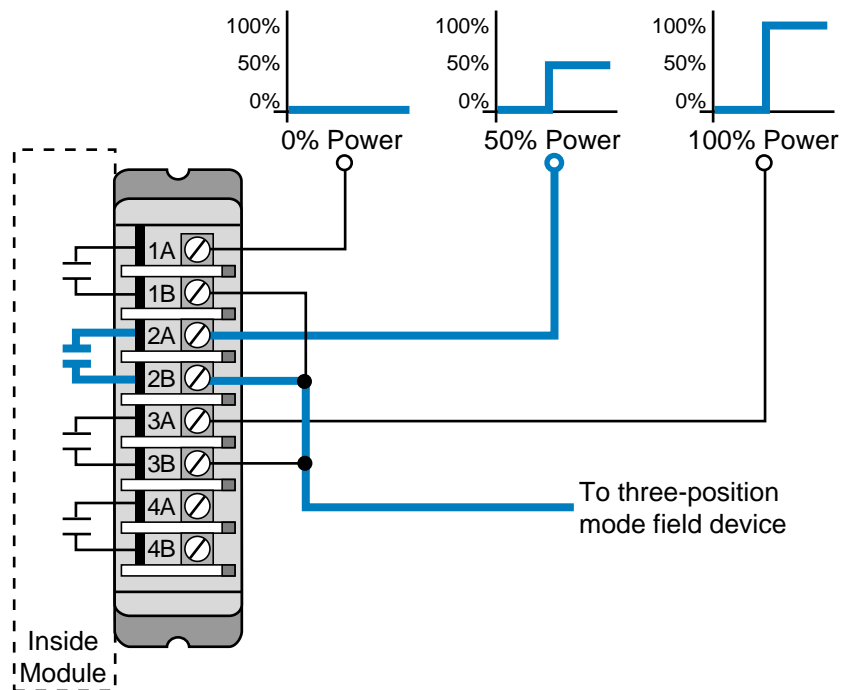 100%
50%
0%
0% Power
100%
50%
0%
50% Power
100%
50%
0%
100% Power
1A
1B
2A
2B
3A
3B
4A
4B
To three-position
mode field device
Inside
Module